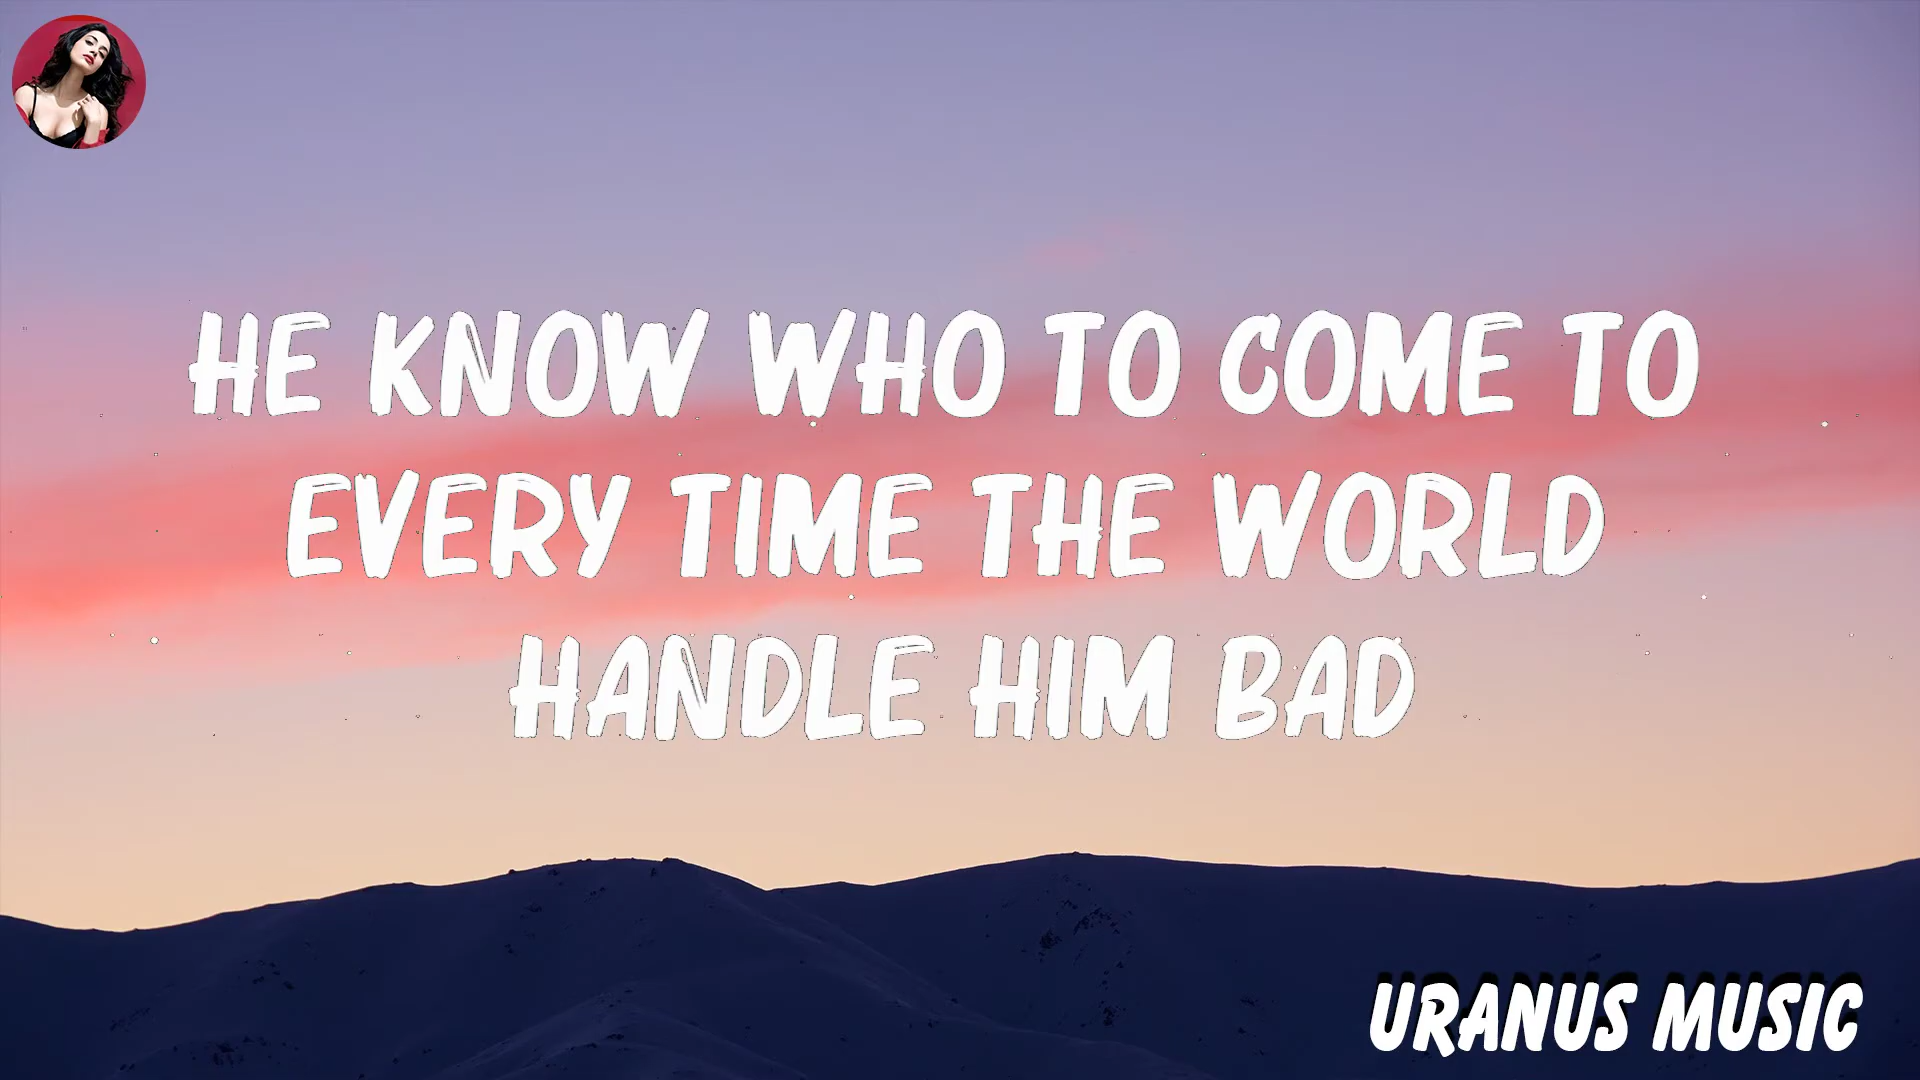 HE KNOW WHO TO COME TO
EVERY TIME THE WORLD
HANDLE HIM BAD
URANUS MUSIC